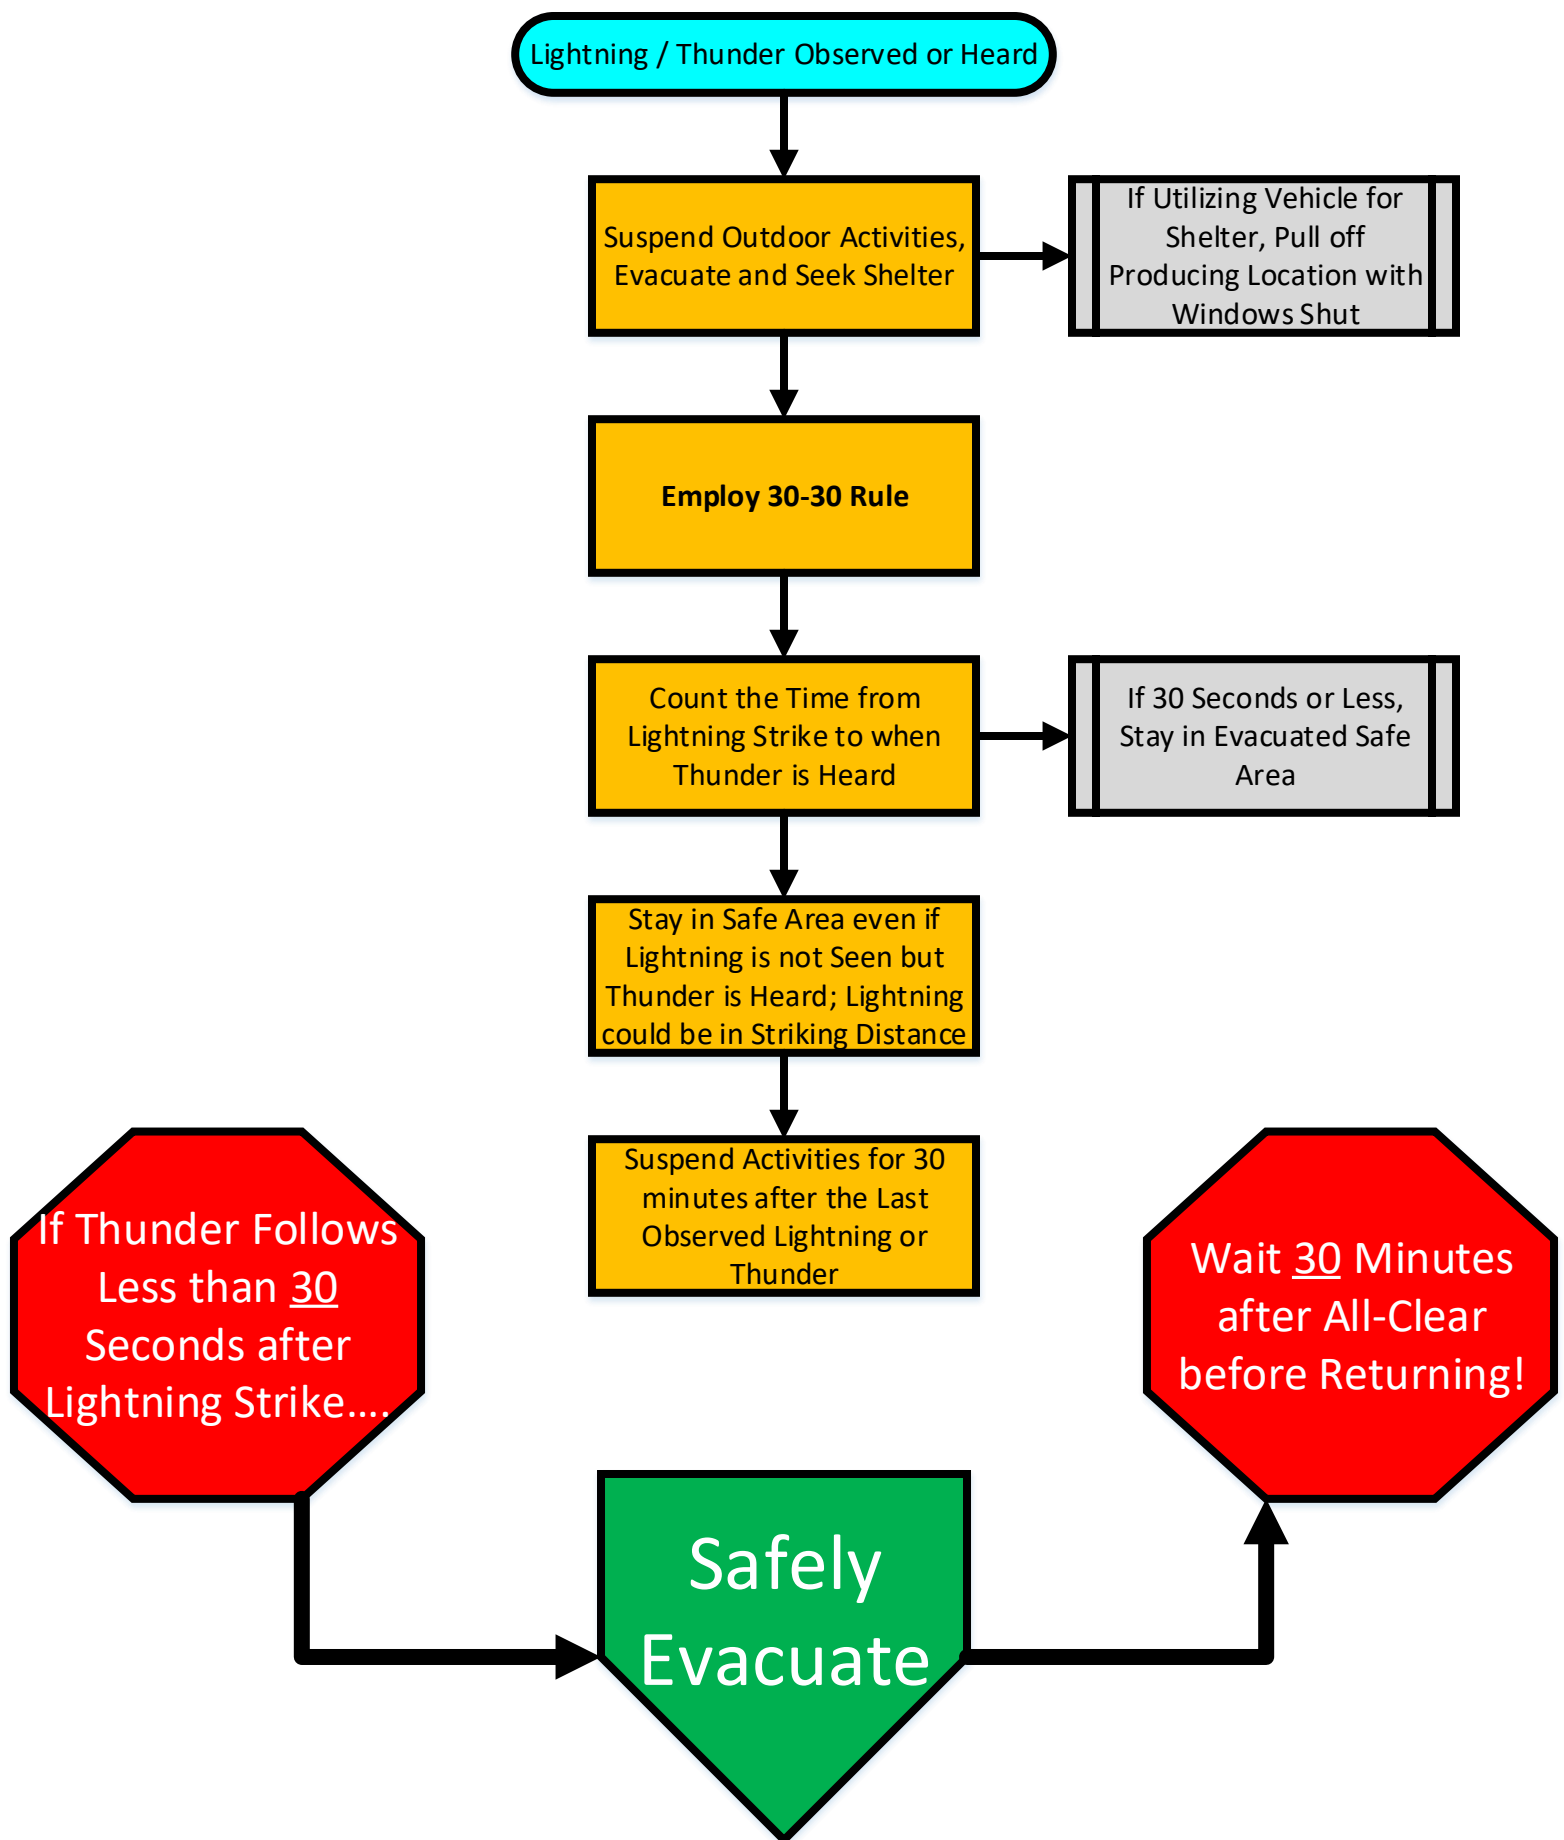 Lightning / Thunder Observed or Heard
Suspend Outdoor Activities,
Evacuate and Seek Shelter
If Utilizing Vehicle for
Shelter, Pull off
Producing Location with
Windows Shut
Employ 30-30 Rule
Count the Time from
Lightning Strike to when
Thunder is Heard
If 30 Seconds or Less,
Stay in Evacuated Safe
Area
Stay in Safe Area even if
Lightning is not Seen but
Thunder is Heard; Lightning
could be in Striking Distance
Suspend Activities for 30
minutes after the Last
Observed Lightning or
Thunder
If Thunder Follows
Less than 30
Seconds after
Lightning Strike....
Safely
Evacuate
Wait 30 Minutes
after All-Clear
before Returning!